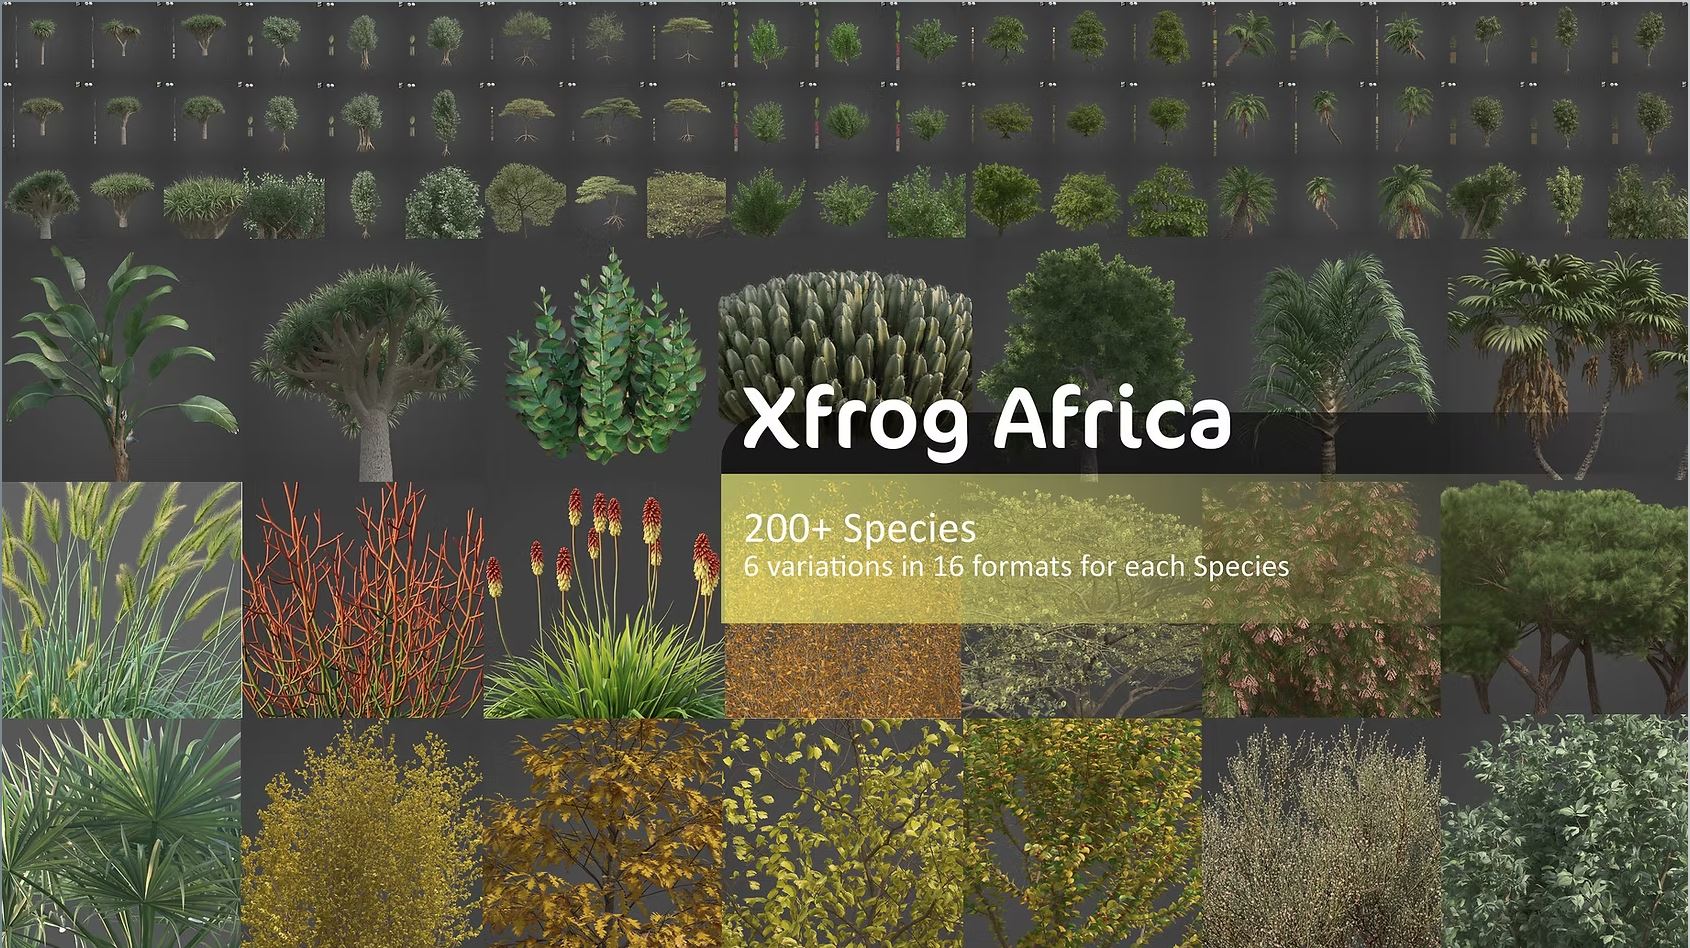 Xfrog Africa
200+ Species
6 variations in 16 formats for each Species